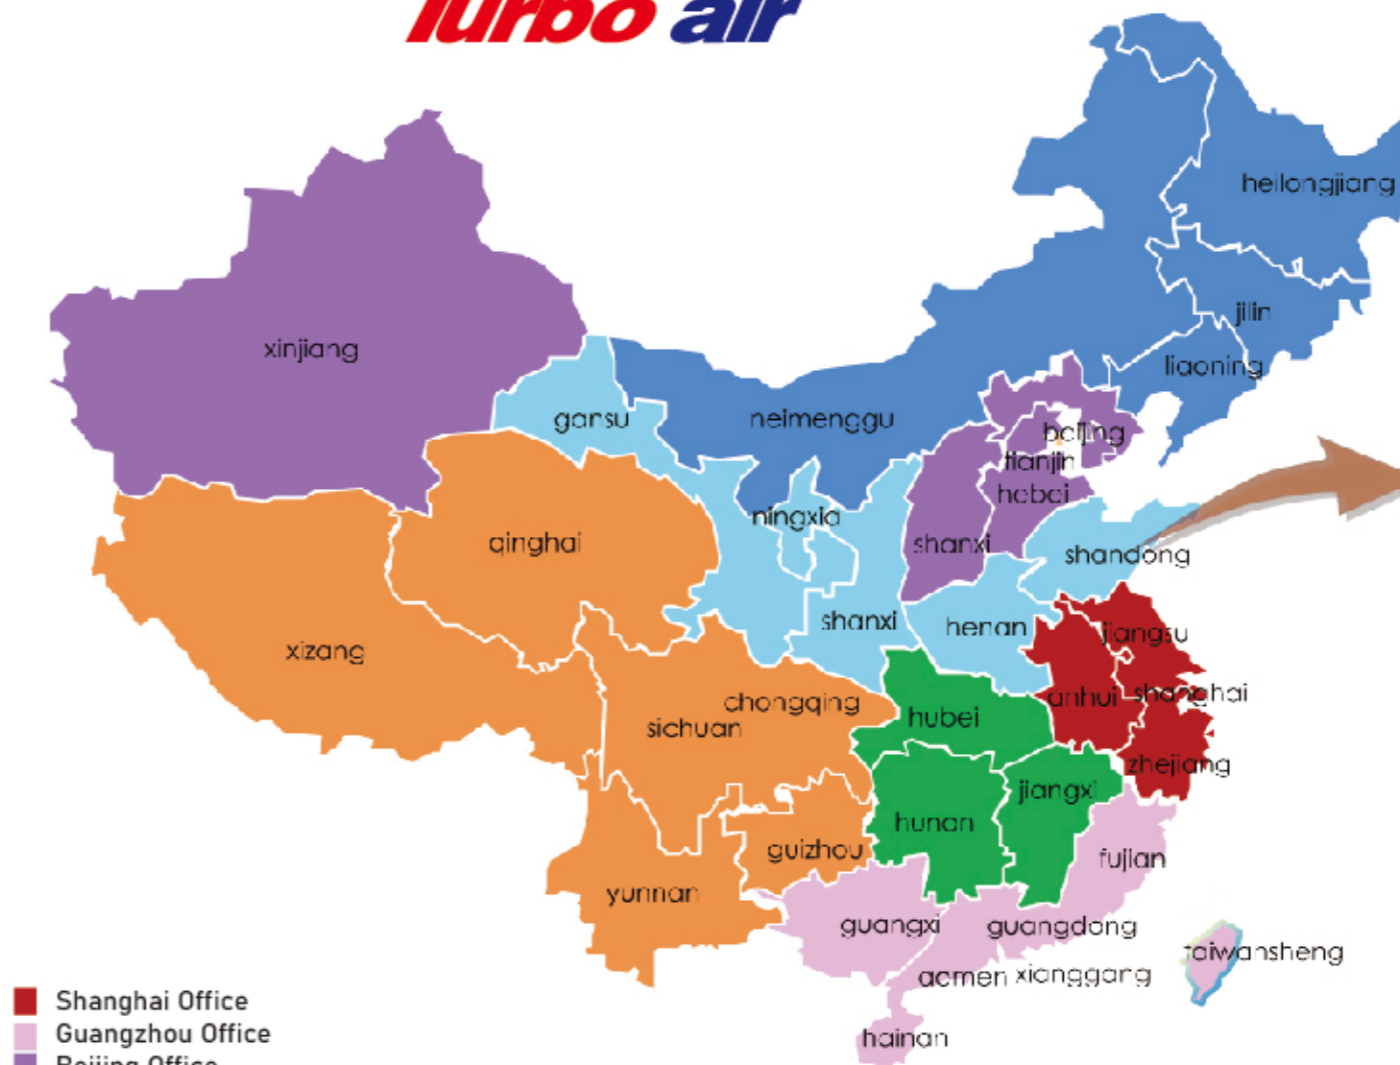 Turbo air
heilongjiang
jilin
xinjiang
liaoning
gansu
neimenggu
beijing
tianjin
hebei
ningxia
qinghai
shanxi
shandong
shanxi
henan
jiangsu
xizang
anhui
shanghai
chongqing
hubei
sichuan
zhejiang
jiangxi
hunan
guizhou
fujian
yunnan
guangxi
guangdong
taiwansheng
aomen
xianggang
hainan
Shanghai Office
Guangzhou Office
Beijing Office